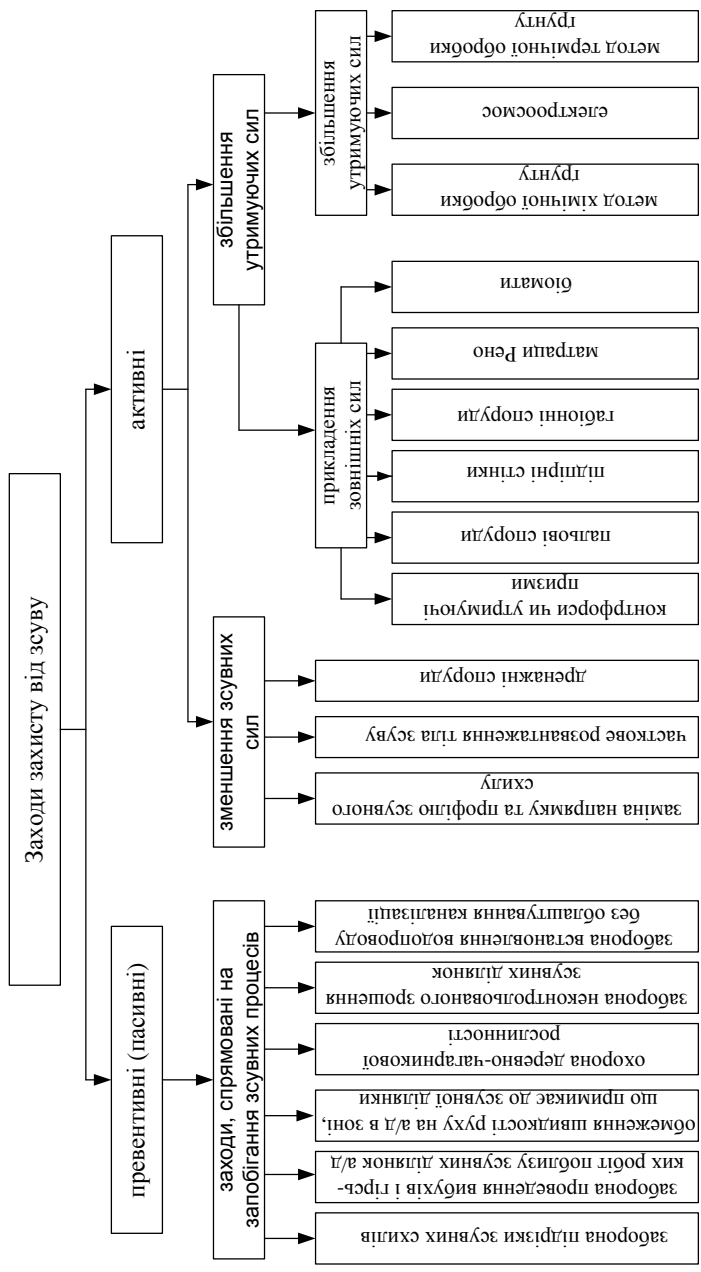 Заходи захисту від зсуву
превентивні (пасивні)
активні
заходи, спрямовані на
запобігання зсувних процесів
зменшення зсувних
сил
збільшення
утримуючих сил
прикладення
зовнішніх сил
збільшення
утримуючих сил
заборона підрізки зсувних схилів
заборона проведення вибухів і гірсь-
ких робіт поблизу зсувних ділянок а/д
обмеження швидкості руху на а/д в зоні,
що примикає до зсувної ділянки
охорона деревно-чагарникової
рослинності
заборона неконтрольованого зрошення
зсувних ділянок
заборона встановлення водопроводу
без облаштування каналізації
заміна напрямку та профілю зсувного
схилу
часткове розвантаження тіла зсуву
дренажні споруди
контрфорси чи утримуючі
призми
пальові споруди
підпірні стінки
габіонні споруди
матраци Рено
біомати
метод хімічної обробки
ґрунту
електроосмос
метод термічної обробки
ґрунту